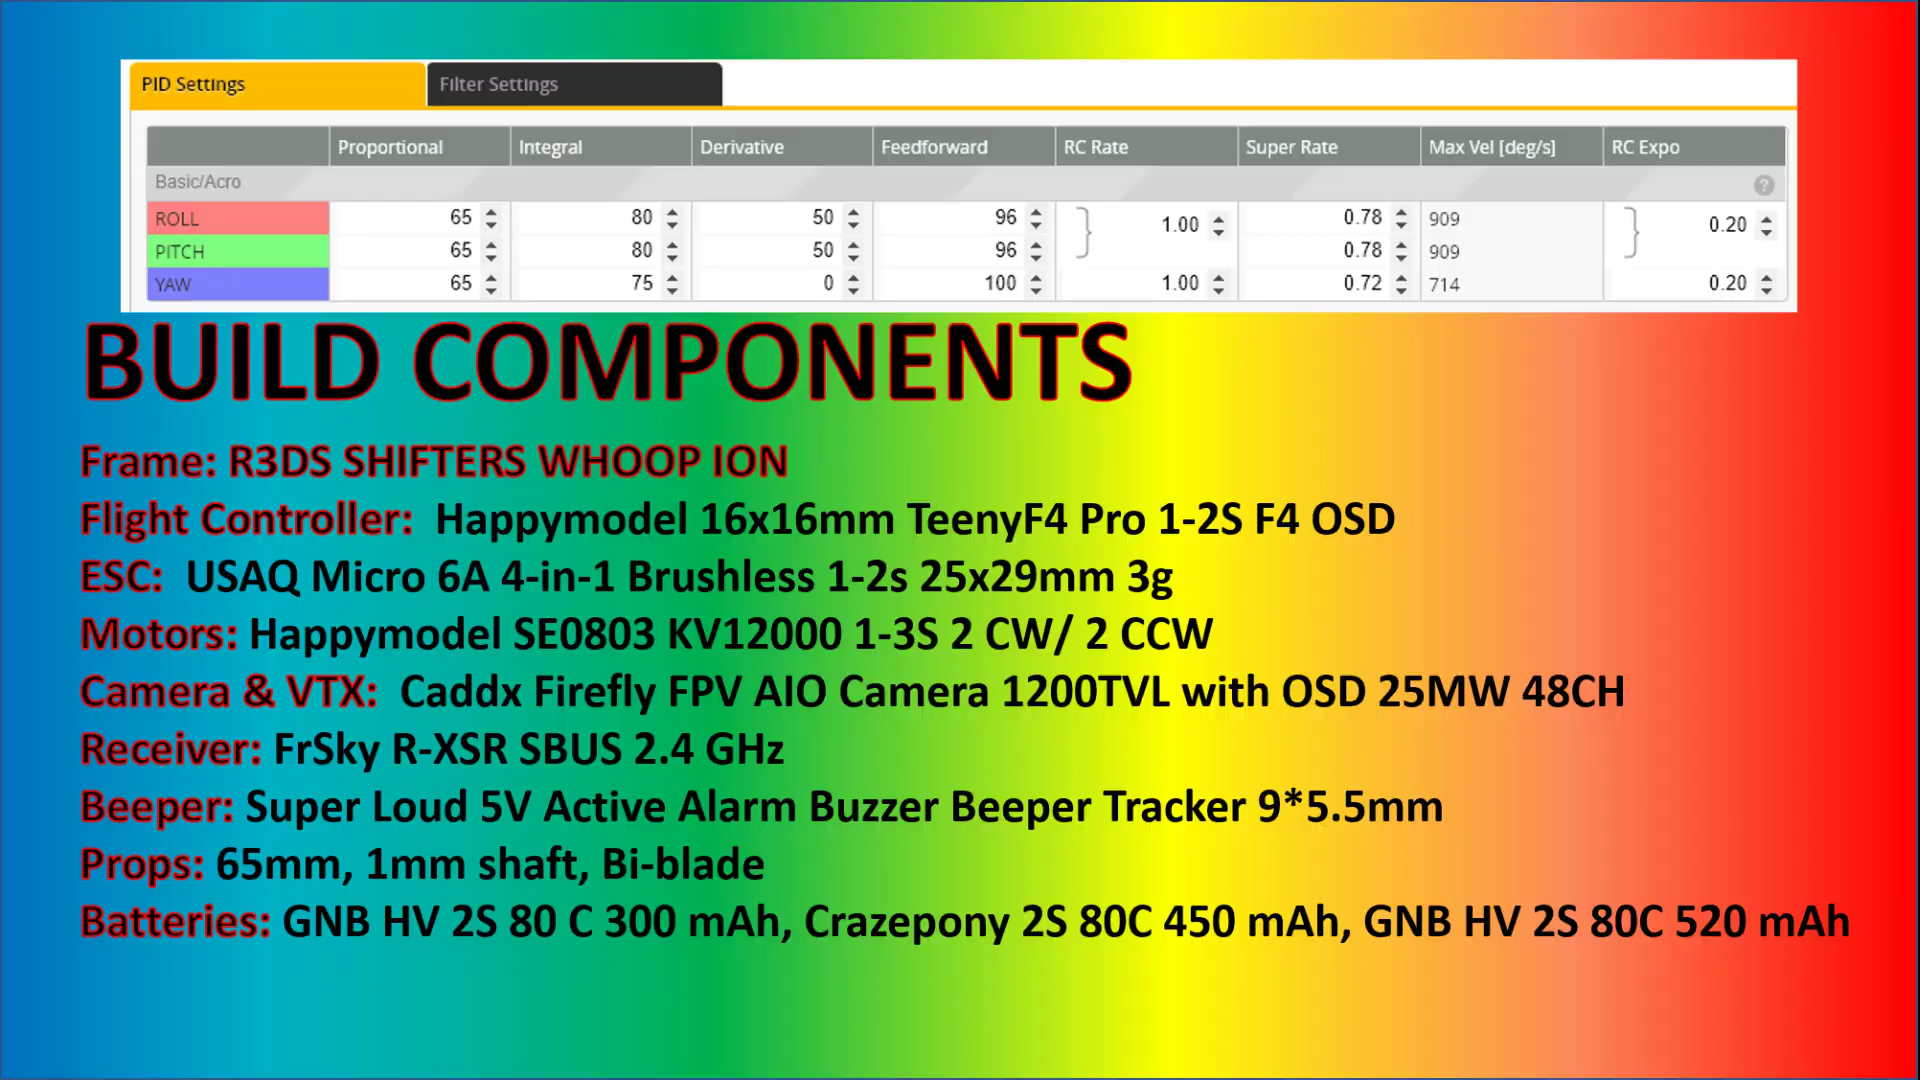 PID Settings Filter Settings
Proportional Integral Derivative Feedforward RC Rate Super Rate Max Vel [deg/s] RC Expo
Basic/Acro ?
ROLL 65 80 50 96 1.00 0.78 909 0.20
PITCH 65 80 50 96 0.78 909
YAW 65 75 0 100 1.00 0.72 714 0.20
BUILD COMPONENTS
Frame: R3DS SHIFTERS WHOOP ION
Flight Controller: Happymodel 16x16mm TeenyF4 Pro 1-2S F4 OSD
ESC: USAQ Micro 6A 4-in-1 Brushless 1-2s 25x29mm 3g
Motors: Happymodel SE0803 KV12000 1-3S 2 CW/ 2 CCW
Camera & VTX: Caddx Firefly FPV AIO Camera 1200TVL with OSD 25MW 48CH
Receiver: FrSky R-XSR SBUS 2.4 GHz
Beeper: Super Loud 5V Active Alarm Buzzer Beeper Tracker 9*5.5mm
Props: 65mm, 1mm shaft, Bi-blade
Batteries: GNB HV 2S 80 C 300 mAh, Crazepony 2S 80C 450 mAh, GNB HV 2S 80C 520 mAh